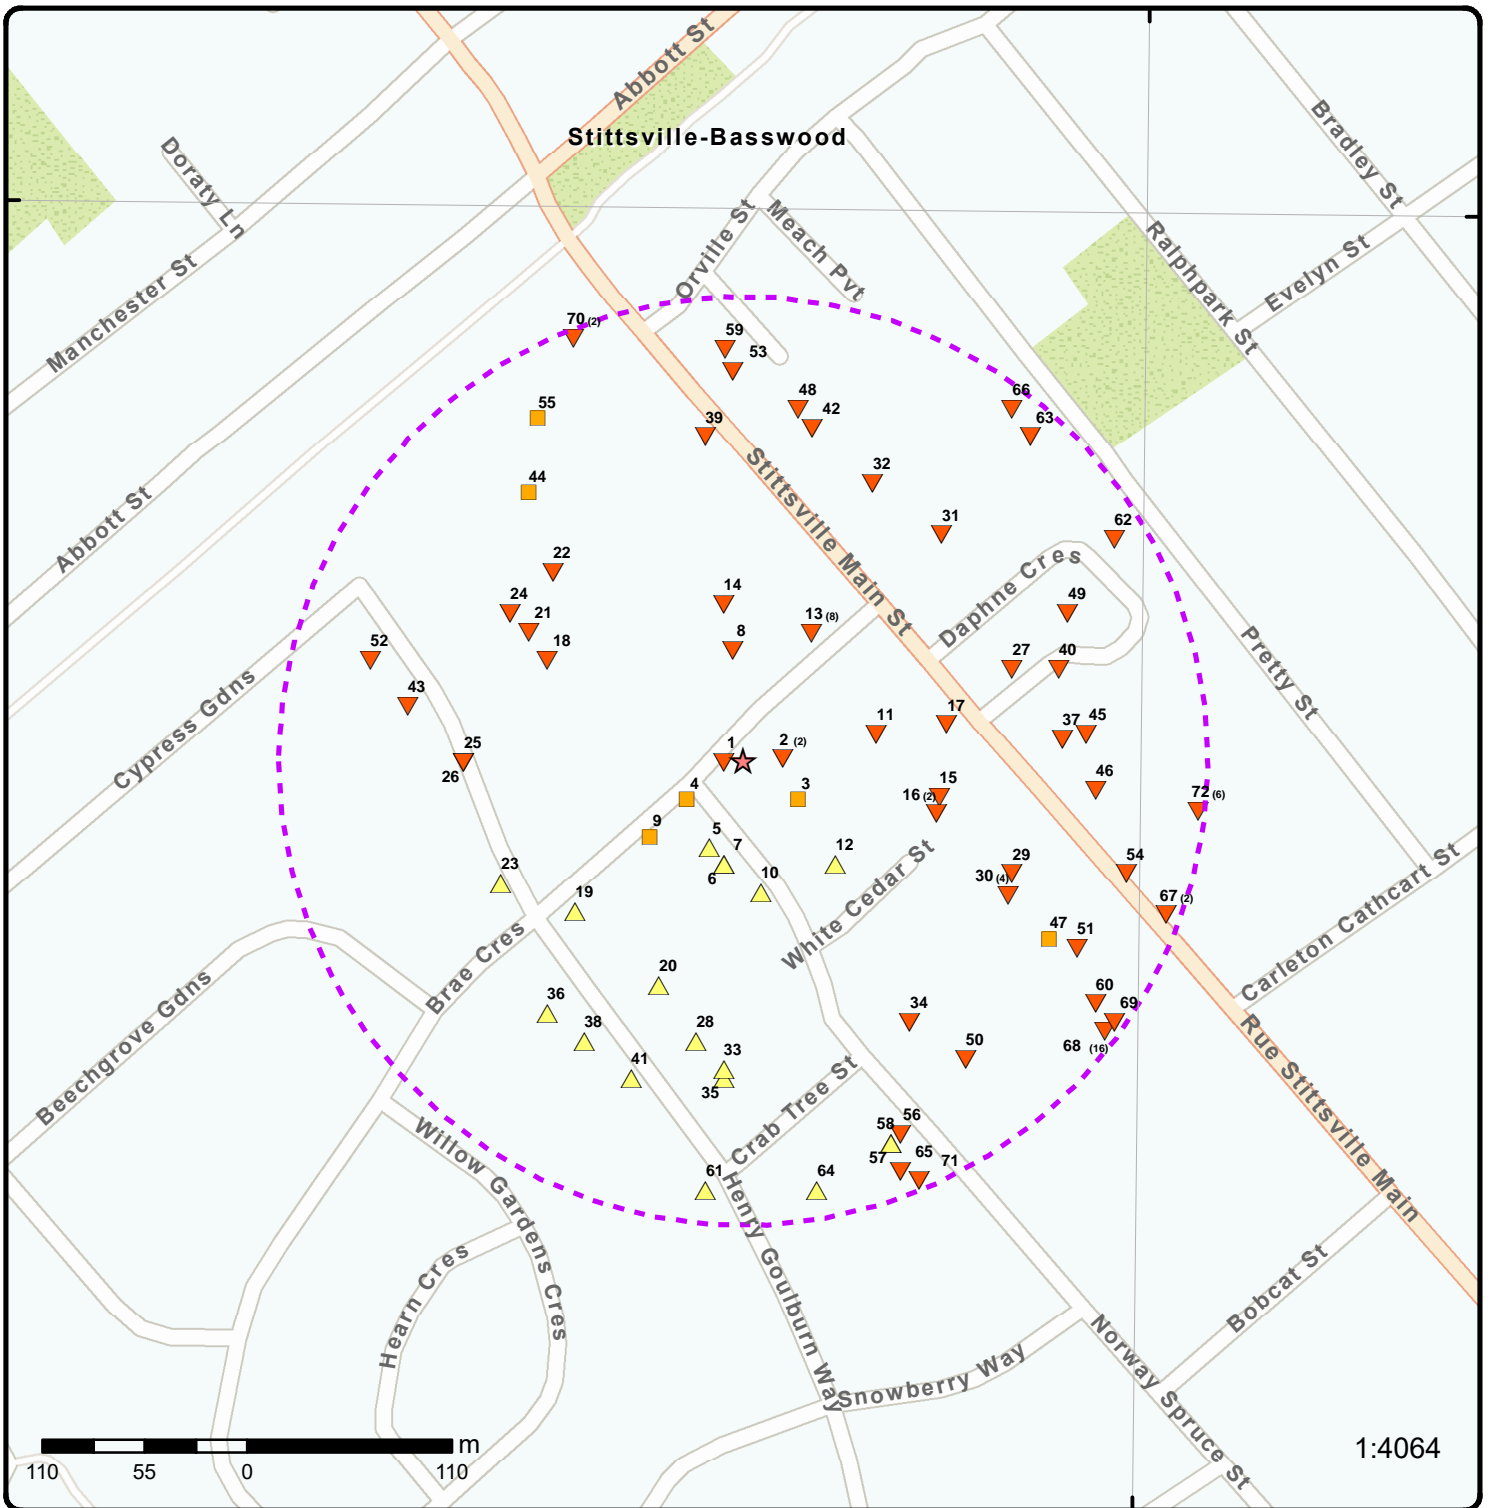 Abbott St
Stittsville-Basswood
Bradley St
Doraty Ln
Orville St
Meach Pvt
Ralphpark St
Evelyn St
Manchester St
70 (2)
59
53
55
48
42
39
66
63
Stittsville Main St
32
44
31
62
Abbott St
22
14
Daphne Cres
49
24
21
13 (8)
8
52
18
27
40
Pretty St
43
Cypress Gdns
17
11
37
45
25
26
1
2 (2)
4
3
15
16 (2)
46
72 (6)
9
5
7
6
12
White Cedar St
29
30 (4)
54
23
10
19
67 (2)
Carleton Cathcart St
Brae Cres
47
51
20
Beechgrove Gdns
36
34
60
69
68 (16)
38
28
33
50
Rue Stittsville Main
41
35
Crab Tree St
Willow Gardens Cres
56
58
57
65
71
61
64
Henry Goulburn Way
Hearn Cres
Bobcat St
Norway Spruce St
Snowberry Way
m
110 55 0 110
1:4064